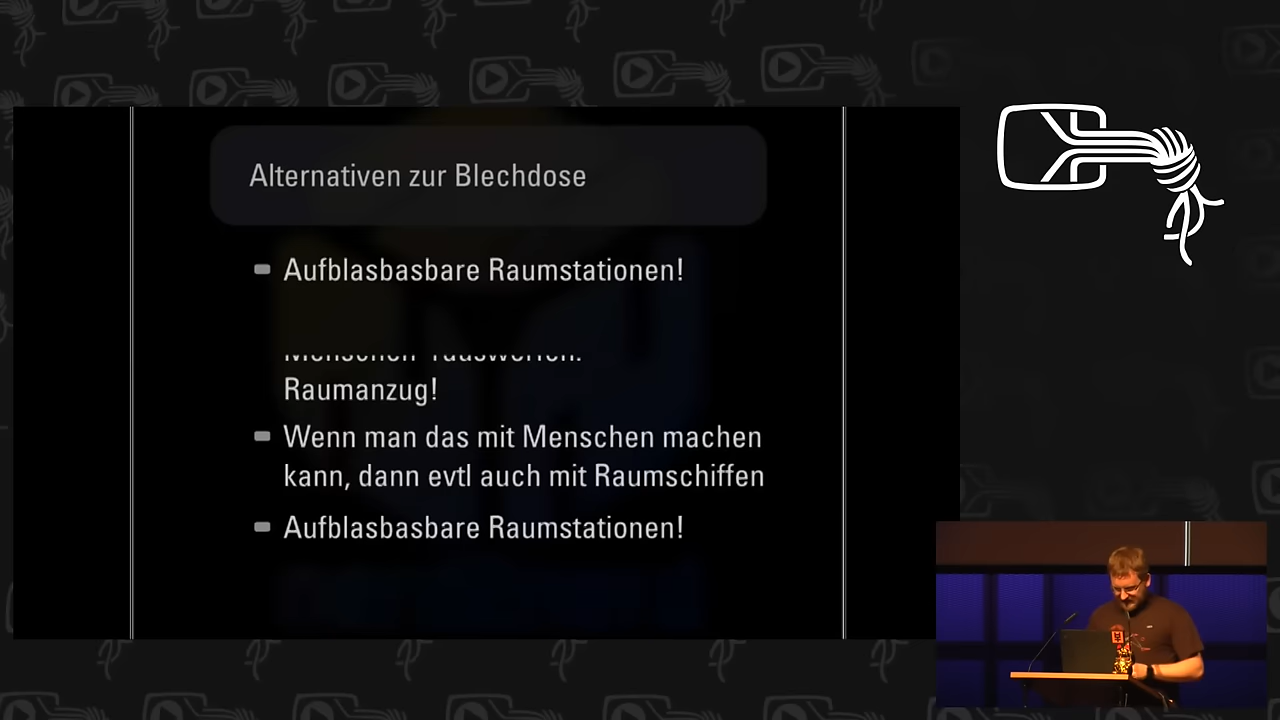 Alternativen zur Blechdose
Aufblasbasbare Raumstationen!
Raumanzug!
Wenn man das mit Menschen machen
kann, dann evtl auch mit Raumschiffen
Aufblasbasbare Raumstationen!